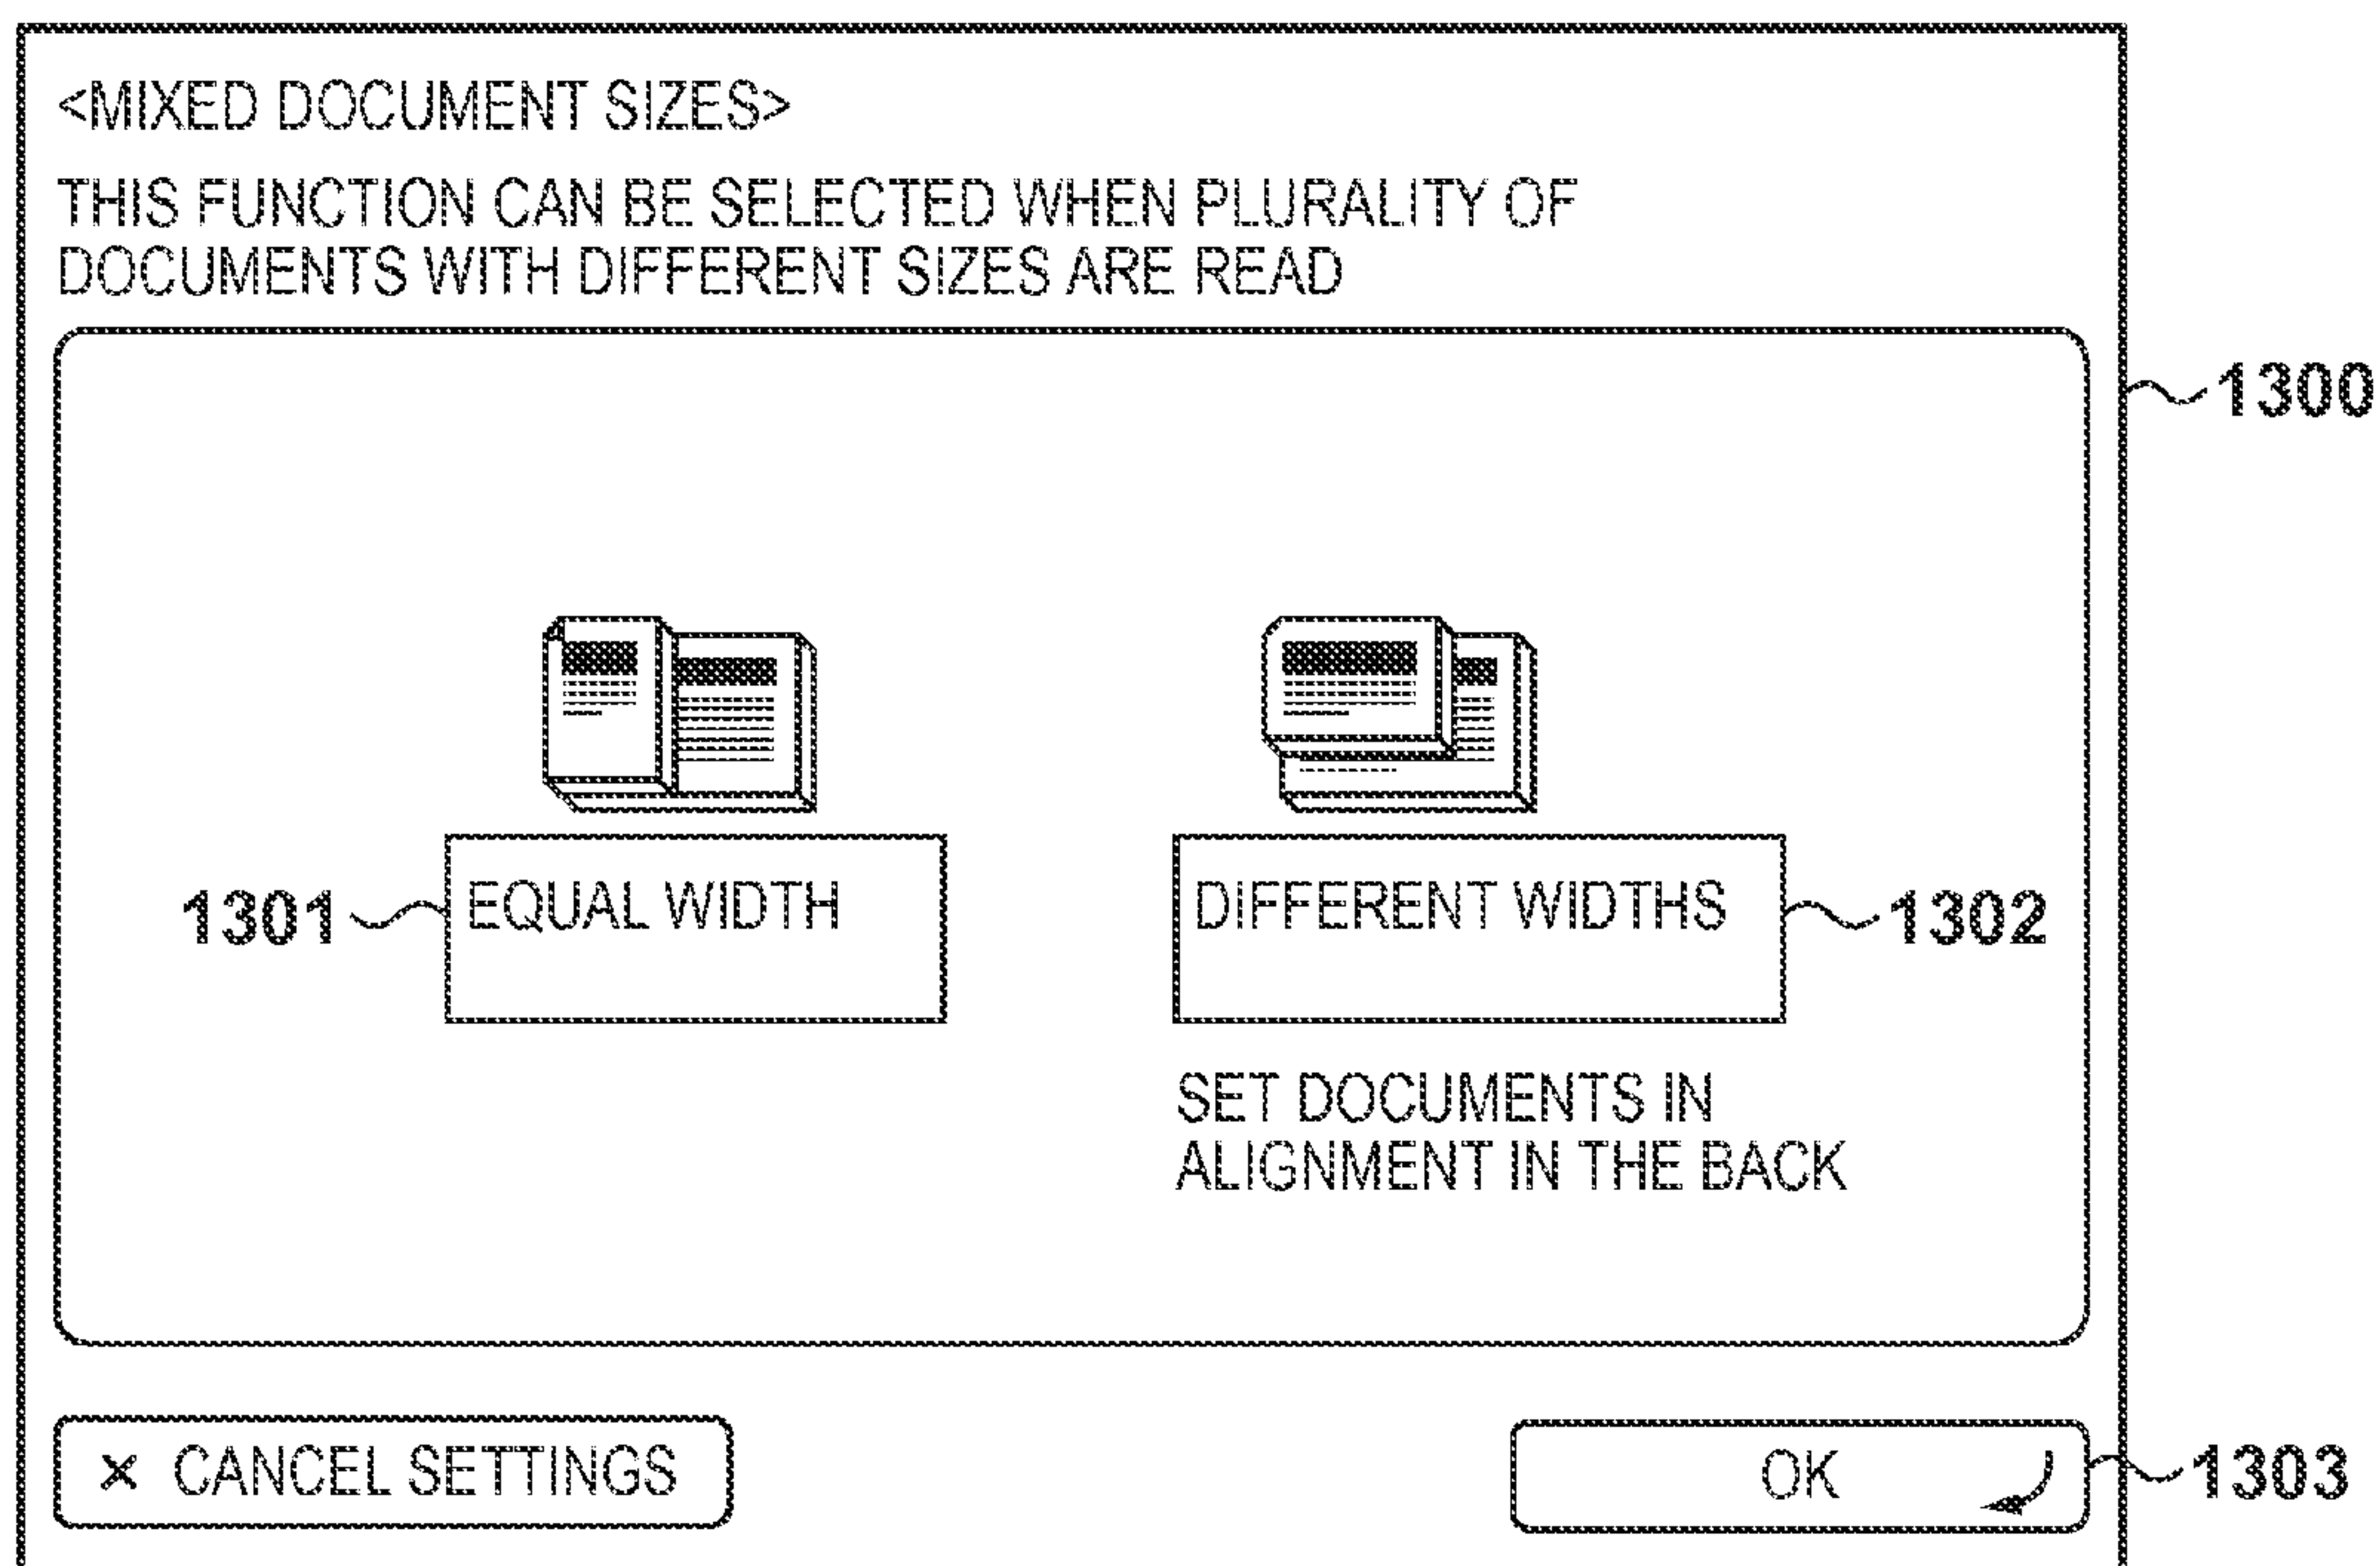 <MIXED DOCUMENT SIZES>
THIS FUNCTION CAN BE SELECTED WHEN PLURALITY OF
DOCUMENTS WITH DIFFERENT SIZES ARE READ
1300
1301
EQUAL WIDTH
DIFFERENT WIDTHS
1302
SET DOCUMENTS IN
ALIGNMENT IN THE BACK
× CANCEL SETTINGS
OK
1303